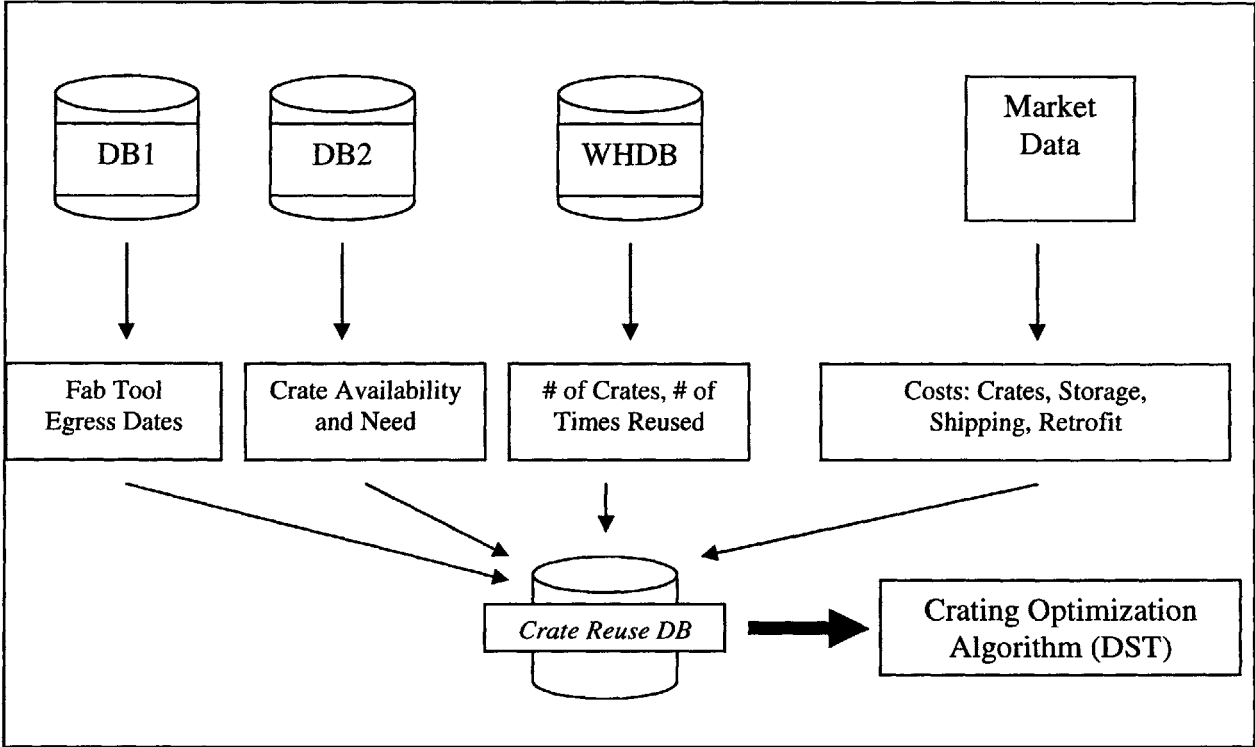 DB1
DB2
WHDB
Market
Data
Fab Tool
Egress Dates
Crate Availability
and Need
# of Crates, # of
Times Reused
Costs: Crates, Storage,
Shipping, Retrofit
Crate Reuse DB
Crating Optimization
Algorithm (DST)